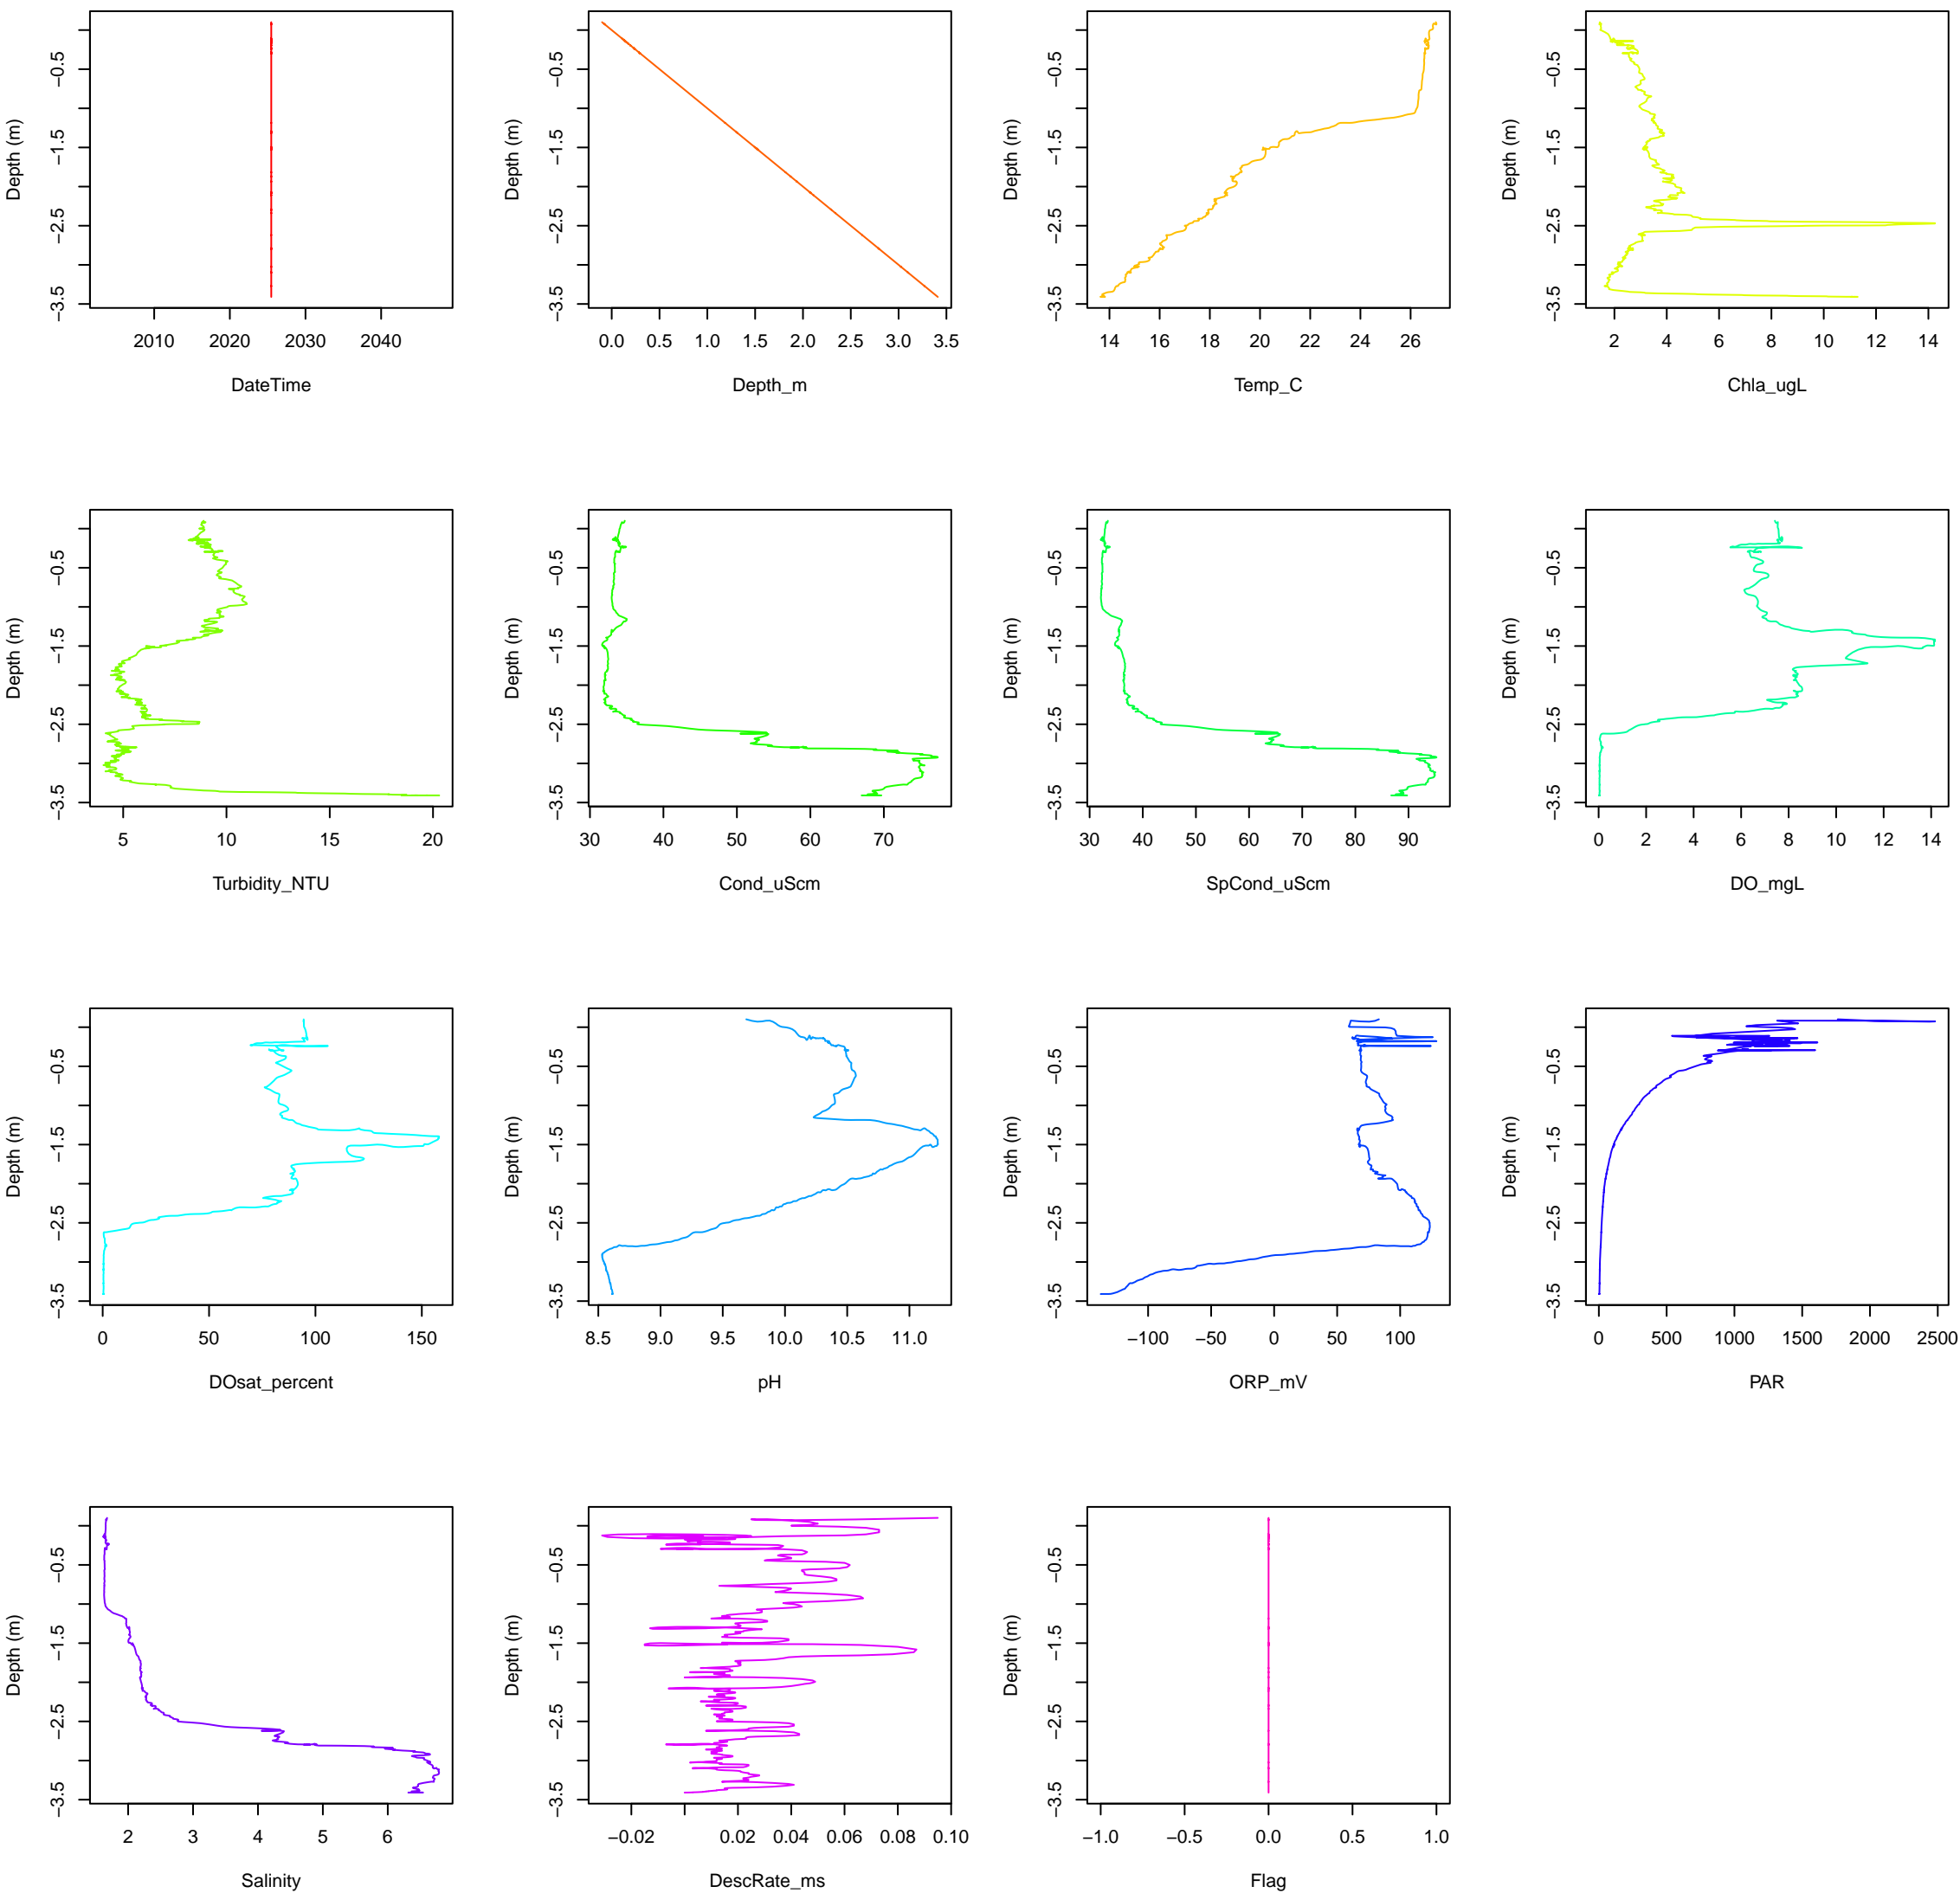 Depth (m)
−3.5 −2.5 −1.5 −0.5
2010 2020 2030 2040
DateTime
Depth (m)
−3.5 −2.5 −1.5 −0.5
0.0 0.5 1.0 1.5 2.0 2.5 3.0 3.5
Depth_m
Depth (m)
−3.5 −2.5 −1.5 −0.5
14 16 18 20 22 24 26
Temp_C
Depth (m)
−3.5 −2.5 −1.5 −0.5
2 4 6 8 10 12 14
Chla_ugL
Depth (m)
−3.5 −2.5 −1.5 −0.5
5 10 15 20
Turbidity_NTU
Depth (m)
−3.5 −2.5 −1.5 −0.5
30 40 50 60 70
Cond_uScm
Depth (m)
−3.5 −2.5 −1.5 −0.5
30 40 50 60 70 80 90
SpCond_uScm
Depth (m)
−3.5 −2.5 −1.5 −0.5
0 2 4 6 8 10 12 14
DO_mgL
Depth (m)
−3.5 −2.5 −1.5 −0.5
0 50 100 150
DOsat_percent
Depth (m)
−3.5 −2.5 −1.5 −0.5
8.5 9.0 9.5 10.0 10.5 11.0
pH
Depth (m)
−3.5 −2.5 −1.5 −0.5
−100 −50 0 50 100
ORP_mV
Depth (m)
−3.5 −2.5 −1.5 −0.5
0 500 1000 1500 2000 2500
PAR
Depth (m)
−3.5 −2.5 −1.5 −0.5
2 3 4 5 6
Salinity
Depth (m)
−3.5 −2.5 −1.5 −0.5
−0.02 0.02 0.04 0.06 0.08 0.10
DescRate_ms
Depth (m)
−3.5 −2.5 −1.5 −0.5
−1.0 −0.5 0.0 0.5 1.0
Flag